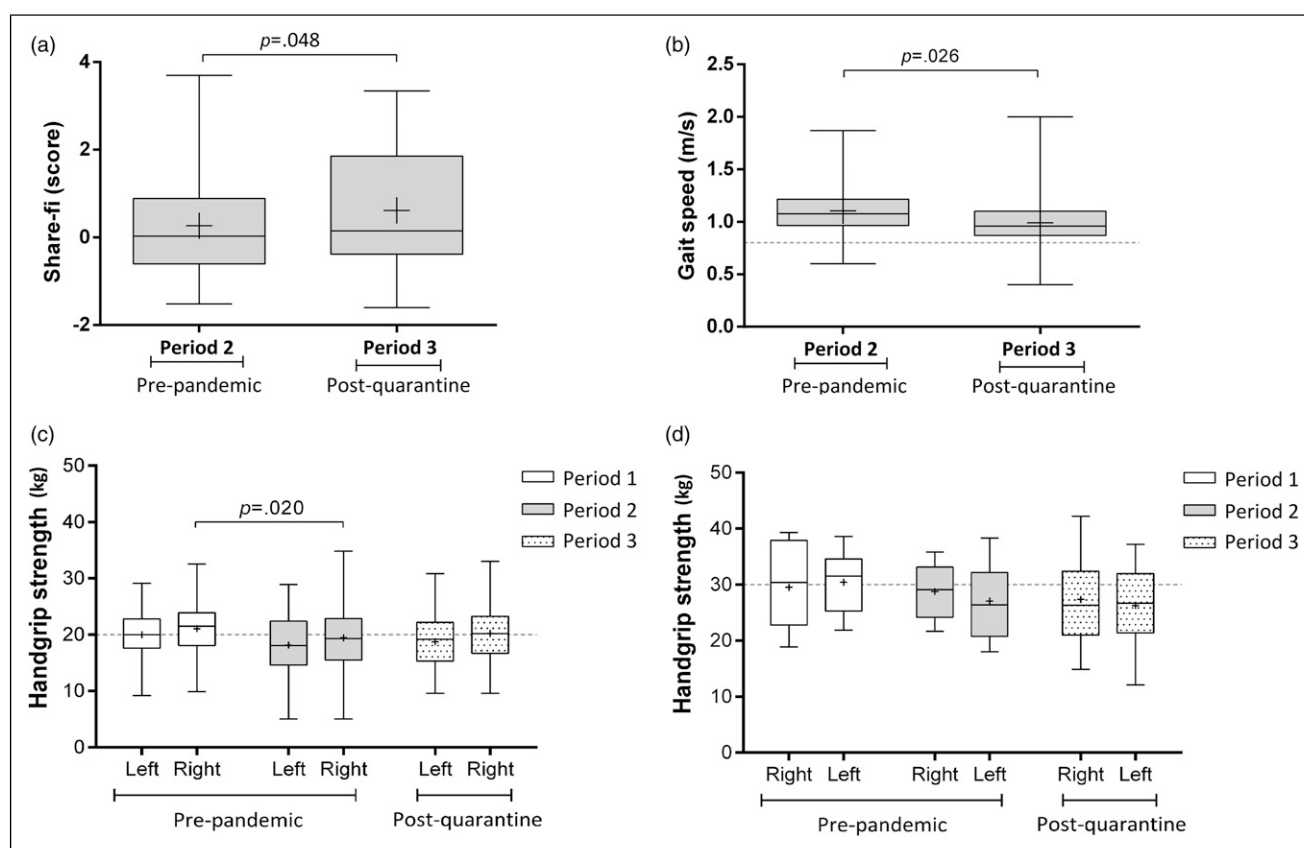 (a)
p=.048
Share-fi (score)
4
2
0
-2
Period 2
Period 3
Pre-pandemic
Post-quarantine
(b)
p=.026
Gait speed (m/s)
2.5
2.0
1.5
1.0
0.5
0.0
Period 2
Period 3
Pre-pandemic
Post-quarantine
(c)
p=.020
Handgrip strength (kg)
50
40
30
20
10
0
Period 1
Period 2
Period 3
Left Right Left Right Left Right
Pre-pandemic
Post-quarantine
(d)
Handgrip strength (kg)
50
40
30
20
10
0
Period 1
Period 2
Period 3
Right Left Right Left Right Left
Pre-pandemic
Post-quarantine